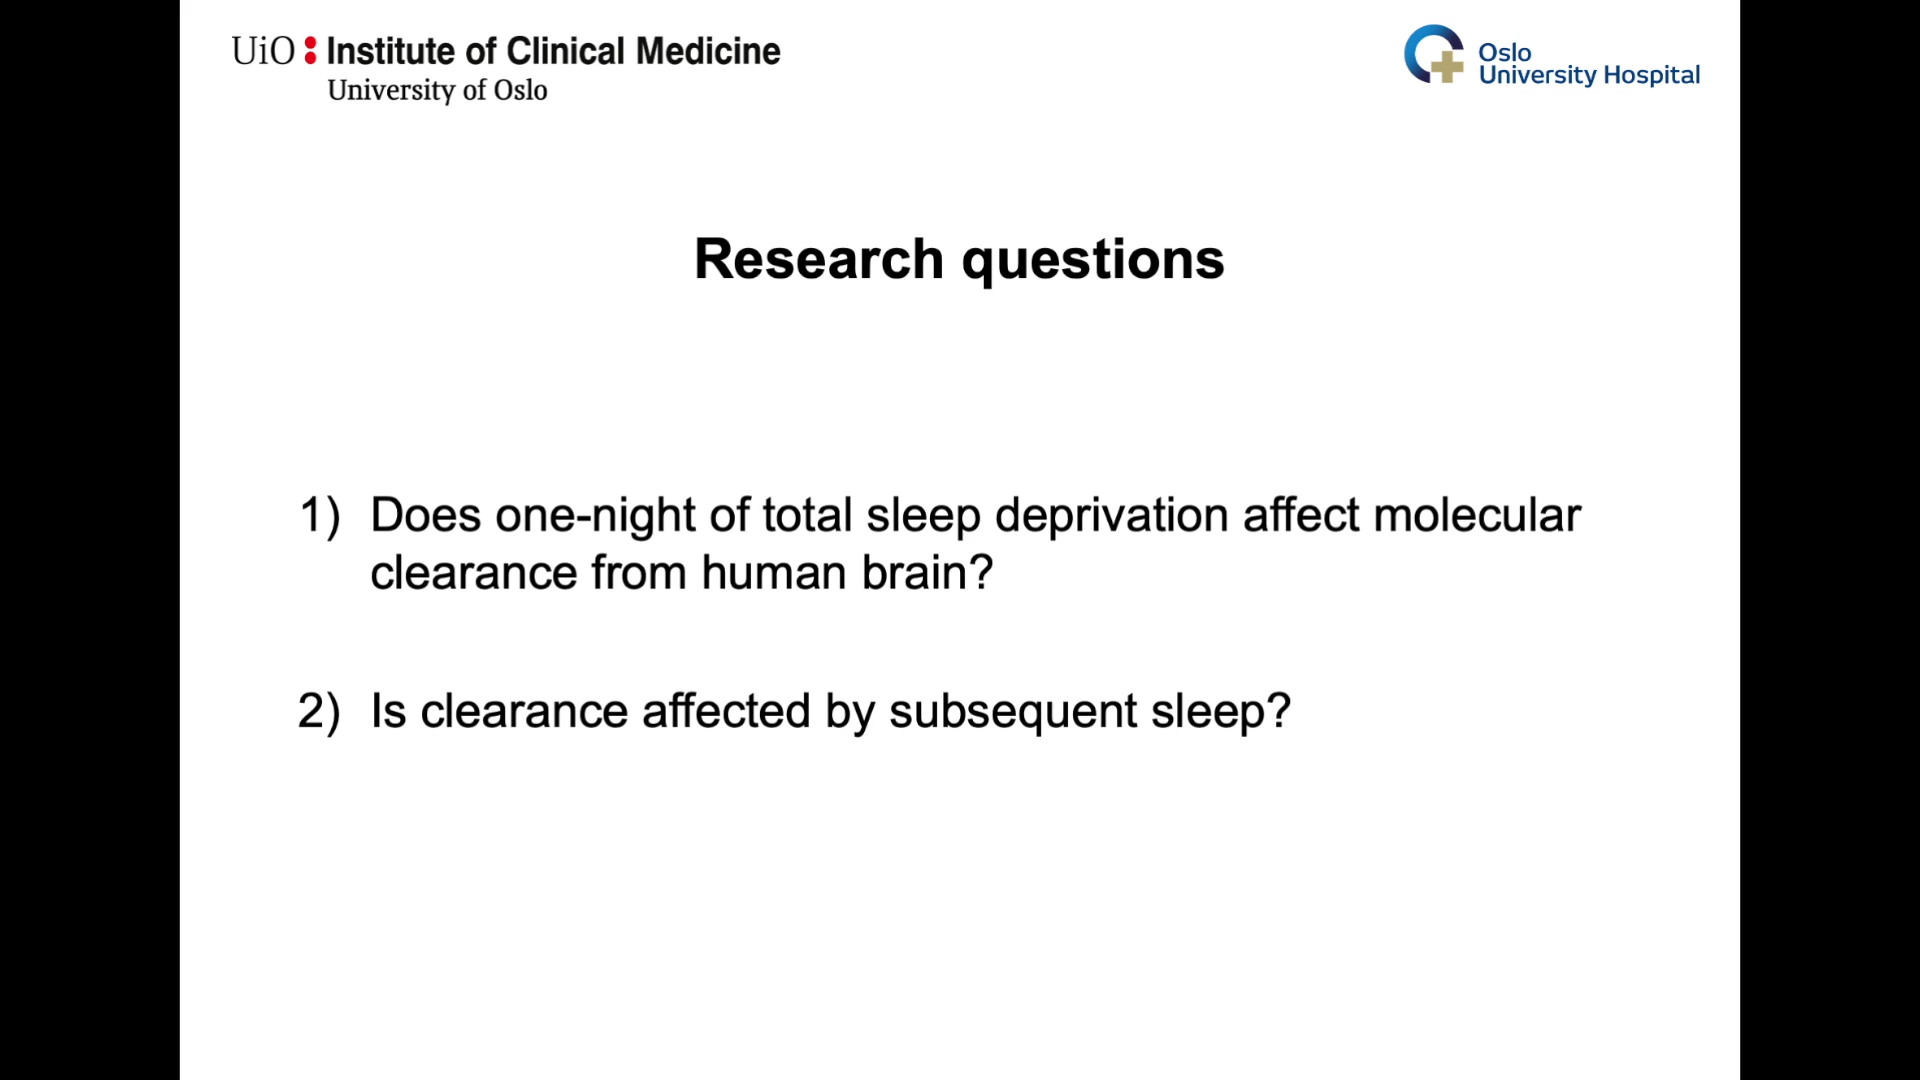 UiO : Institute of Clinical Medicine
University of Oslo
Oslo
University Hospital
Research questions
1) Does one-night of total sleep deprivation affect molecular
clearance from human brain?
2) Is clearance affected by subsequent sleep?